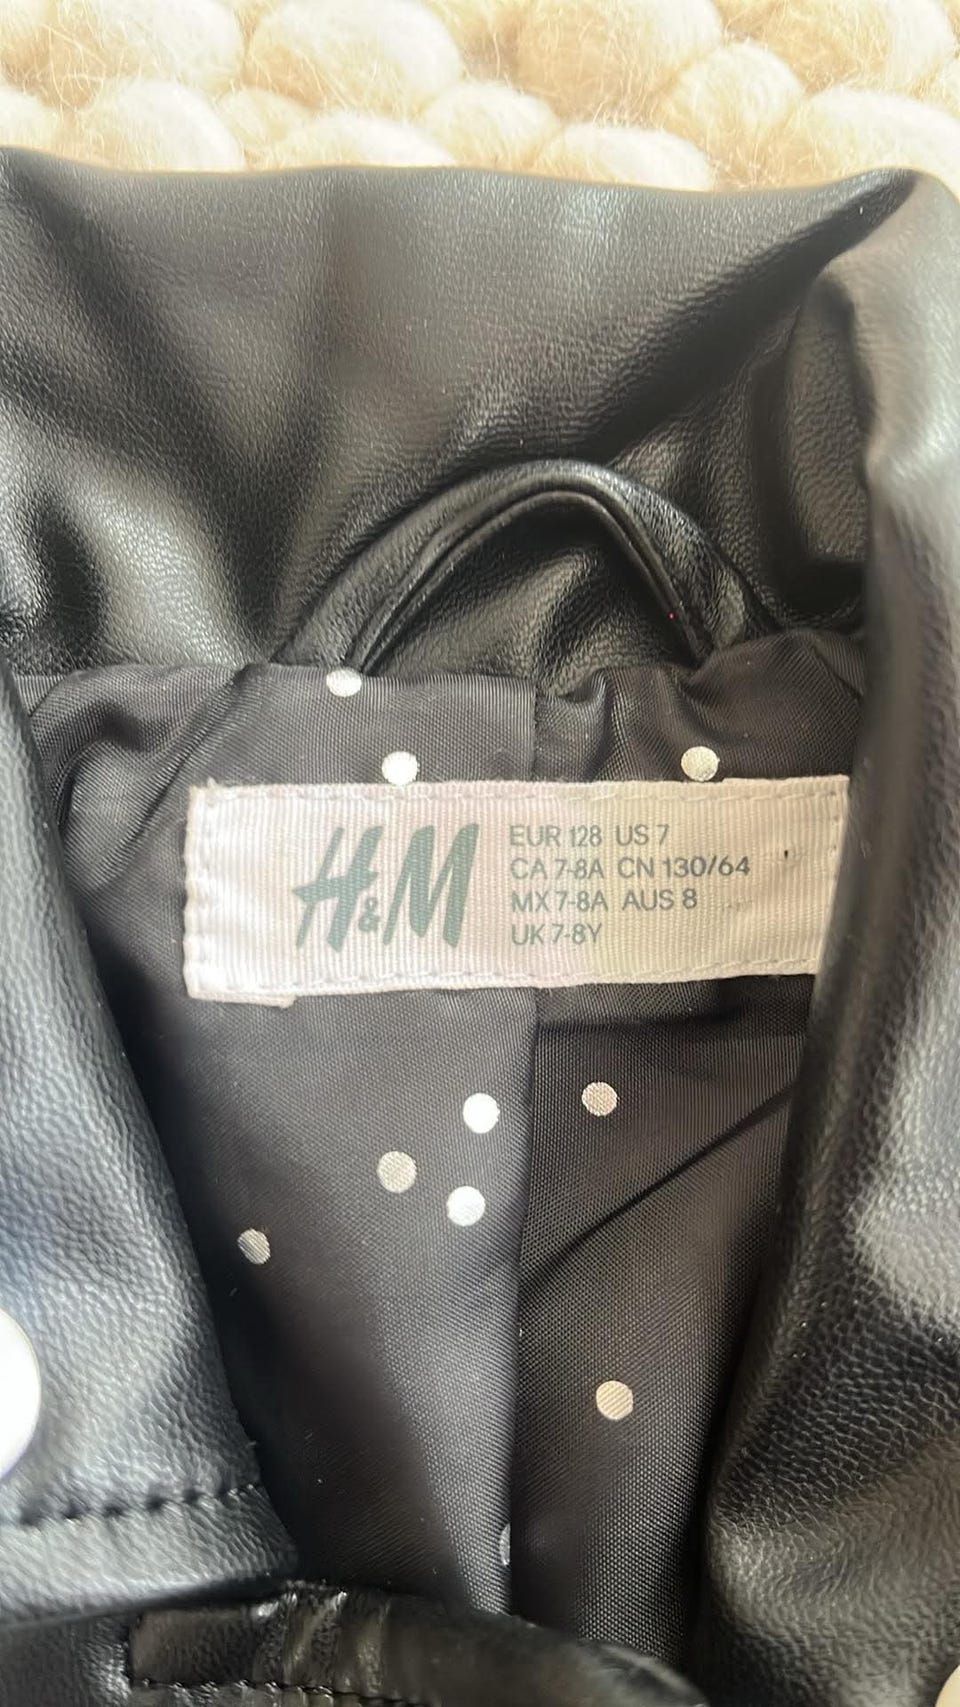 H&M
EUR 128 US 7
CA 7-8A CN 130/64
MX 7-8A AUS 8
UK 7-8Y